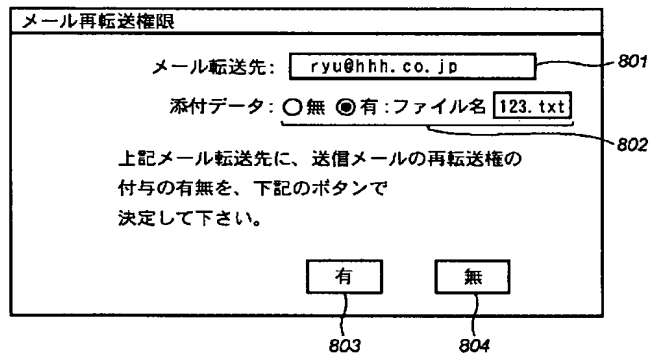 メール再転送権限
メール転送先: ryu@hhh.co.jp 801
添付データ: ○無 ◉有:ファイル名 123.txt
802
上記メール転送先に、送信メールの再転送権の
付与の有無を、下記のボタンで
決定して下さい。
有 無
803 804